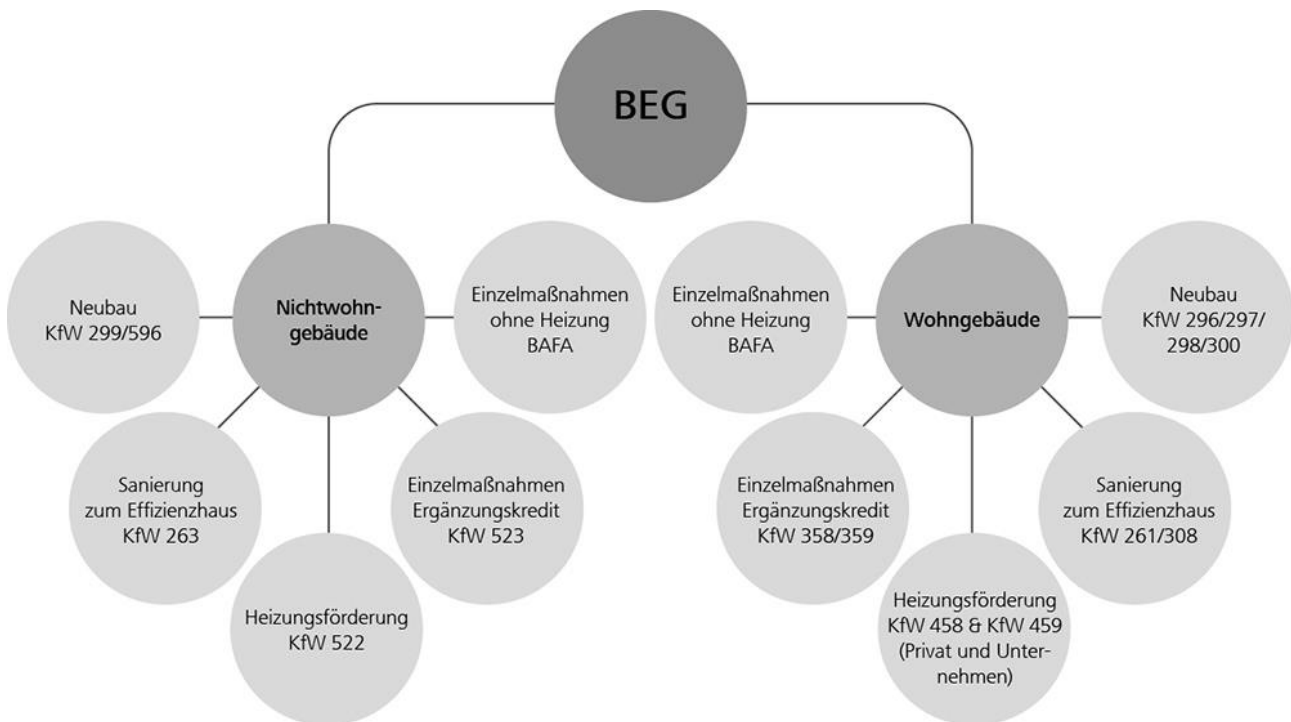 BEG
Neubau
KfW 299/596
Nichtwohn-
gebäude
Einzelmaßnahmen
ohne Heizung
BAFA
Sanierung
zum Effizienzhaus
KfW 263
Einzelmaßnahmen
Ergänzungskredit
KfW 523
Heizungsförderung
KfW 522
Einzelmaßnahmen
ohne Heizung
BAFA
Wohngebäude
Neubau
KfW 296/297/
298/300
Einzelmaßnahmen
Ergänzungskredit
KfW 358/359
Sanierung
zum Effizienzhaus
KfW 261/308
Heizungsförderung
KfW 458 & KfW 459
(Privat und Unter-
nehmen)